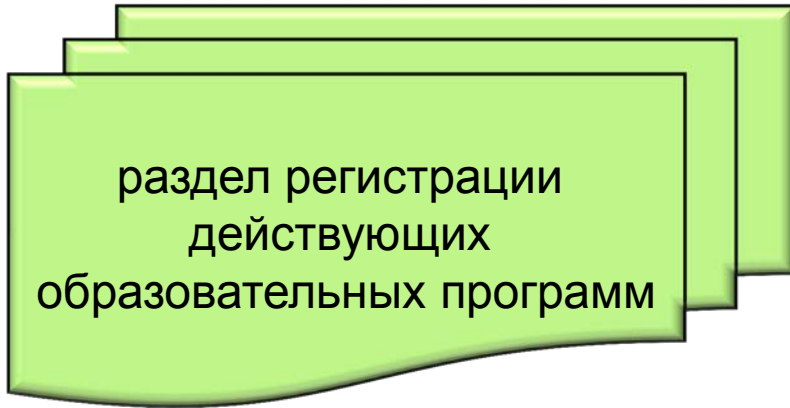 раздел регистрации
действующих
образовательных программ